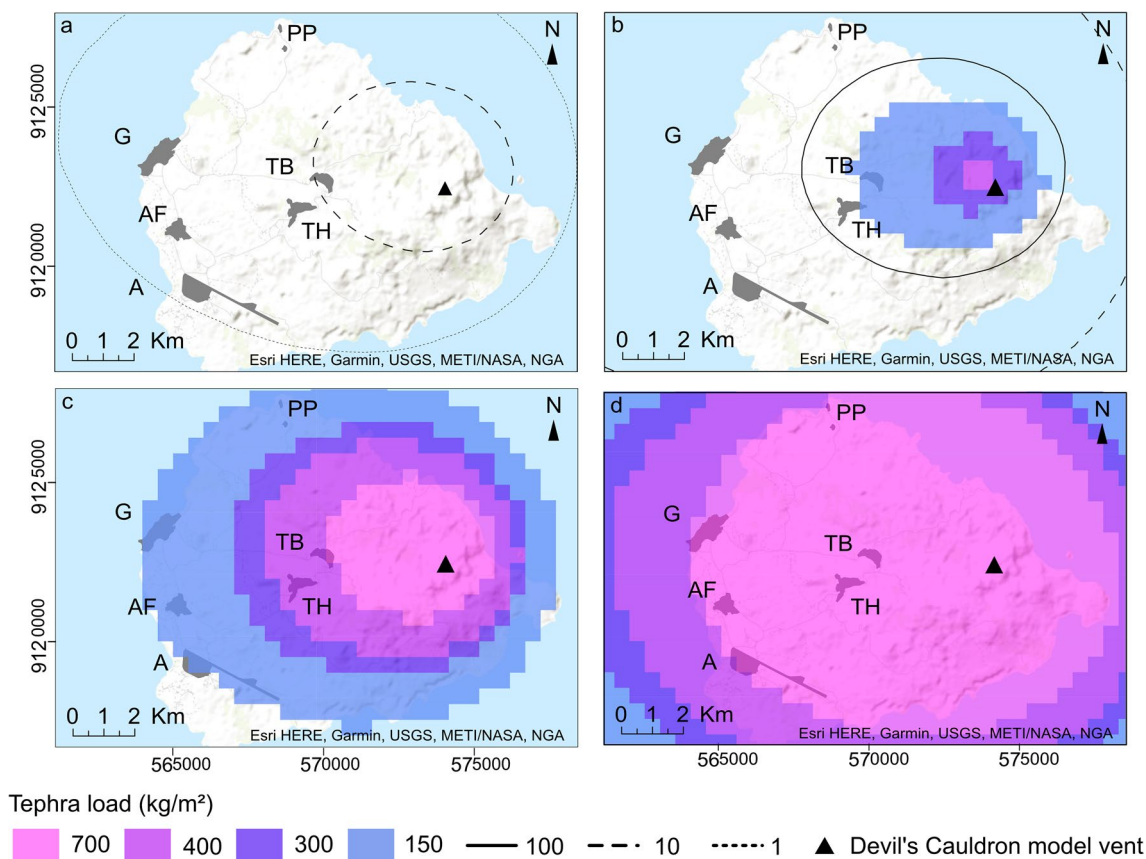 a
PP
N
G
TB
AF
TH
A
0 1 2 Km
Esri HERE, Garmin, USGS, METI/NASA, NGA
9125000
9120000
b
PP
N
TB
G
AF
TH
A
0 1 2 Km
Esri HERE, Garmin, USGS, METI/NASA, NGA
c
PP
N
G
TB
AF
TH
A
0 1 2 Km
Esri HERE, Garmin, USGS, METI/NASA, NGA
9125000
9120000
565000 570000 575000
d
PP
N
G
TB
AF
TH
A
0 1 2 Km
Esri HERE, Garmin, USGS, METI/NASA, NGA
565000 570000 575000
Tephra load (kg/m²)
700 400 300 150 100 10 1 Devil's Cauldron model vent